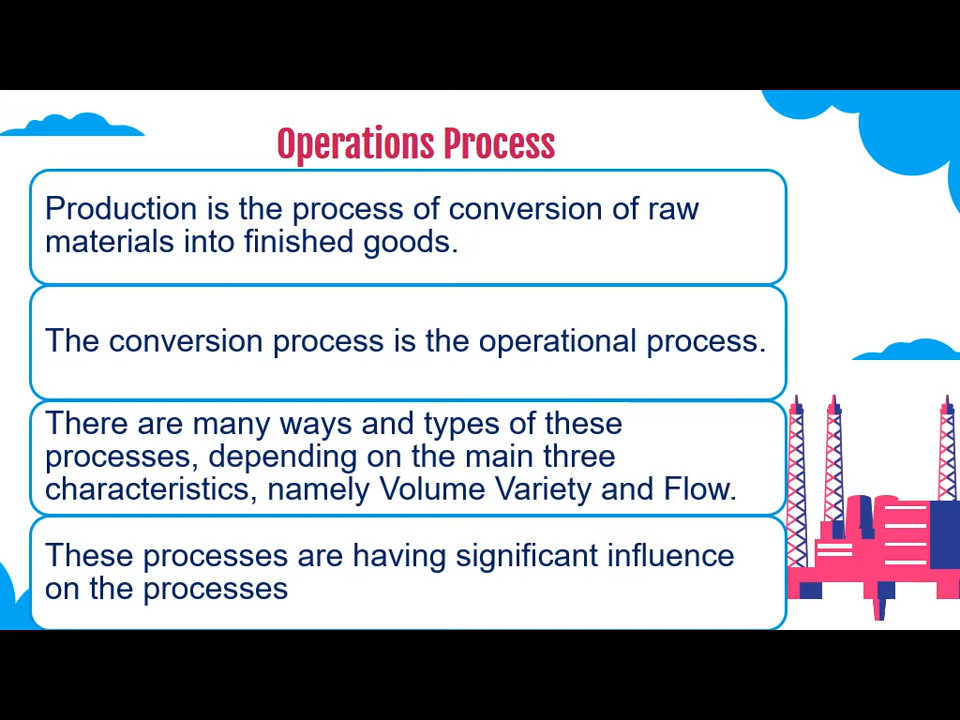 Operations Process
Production is the process of conversion of raw
materials into finished goods.
The conversion process is the operational process.
There are many ways and types of these
processes, depending on the main three
characteristics, namely Volume Variety and Flow.
These processes are having significant influence
on the processes